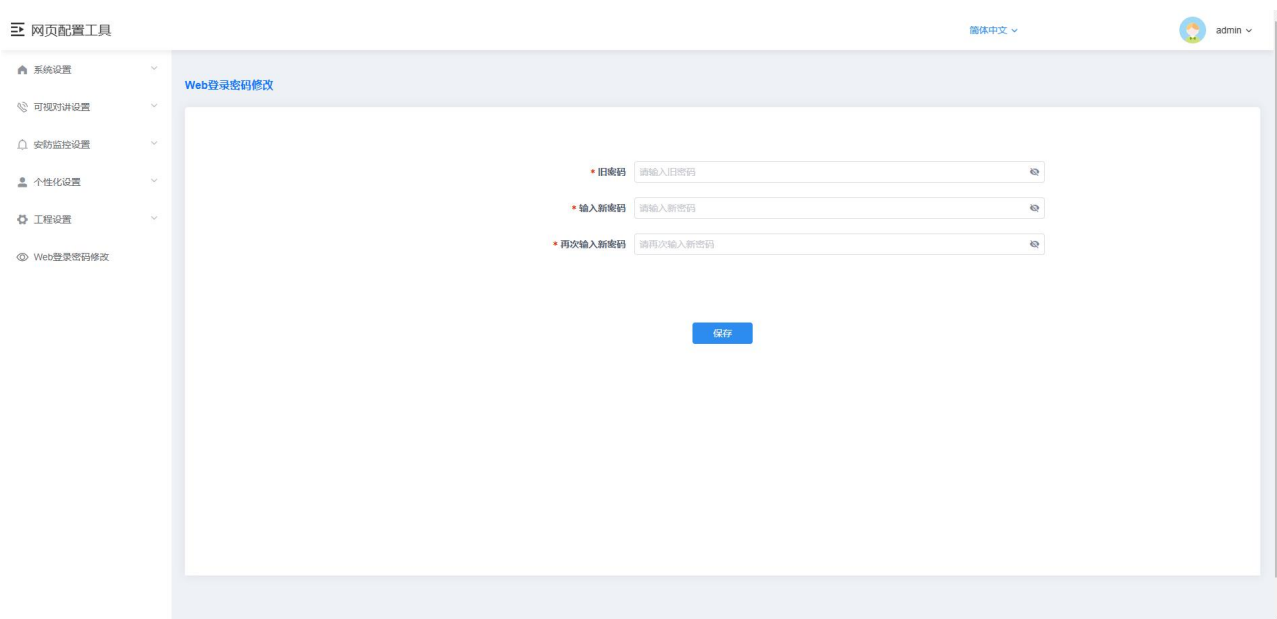 网页配置工具
简体中文
admin
系统设置
可视对讲设置
安防监控设置
个性化设置
工程设置
Web登录密码修改
Web登录密码修改
* 旧密码 请输入旧密码
* 输入新密码 请输入新密码
* 再次输入新密码 请再次输入新密码
保存